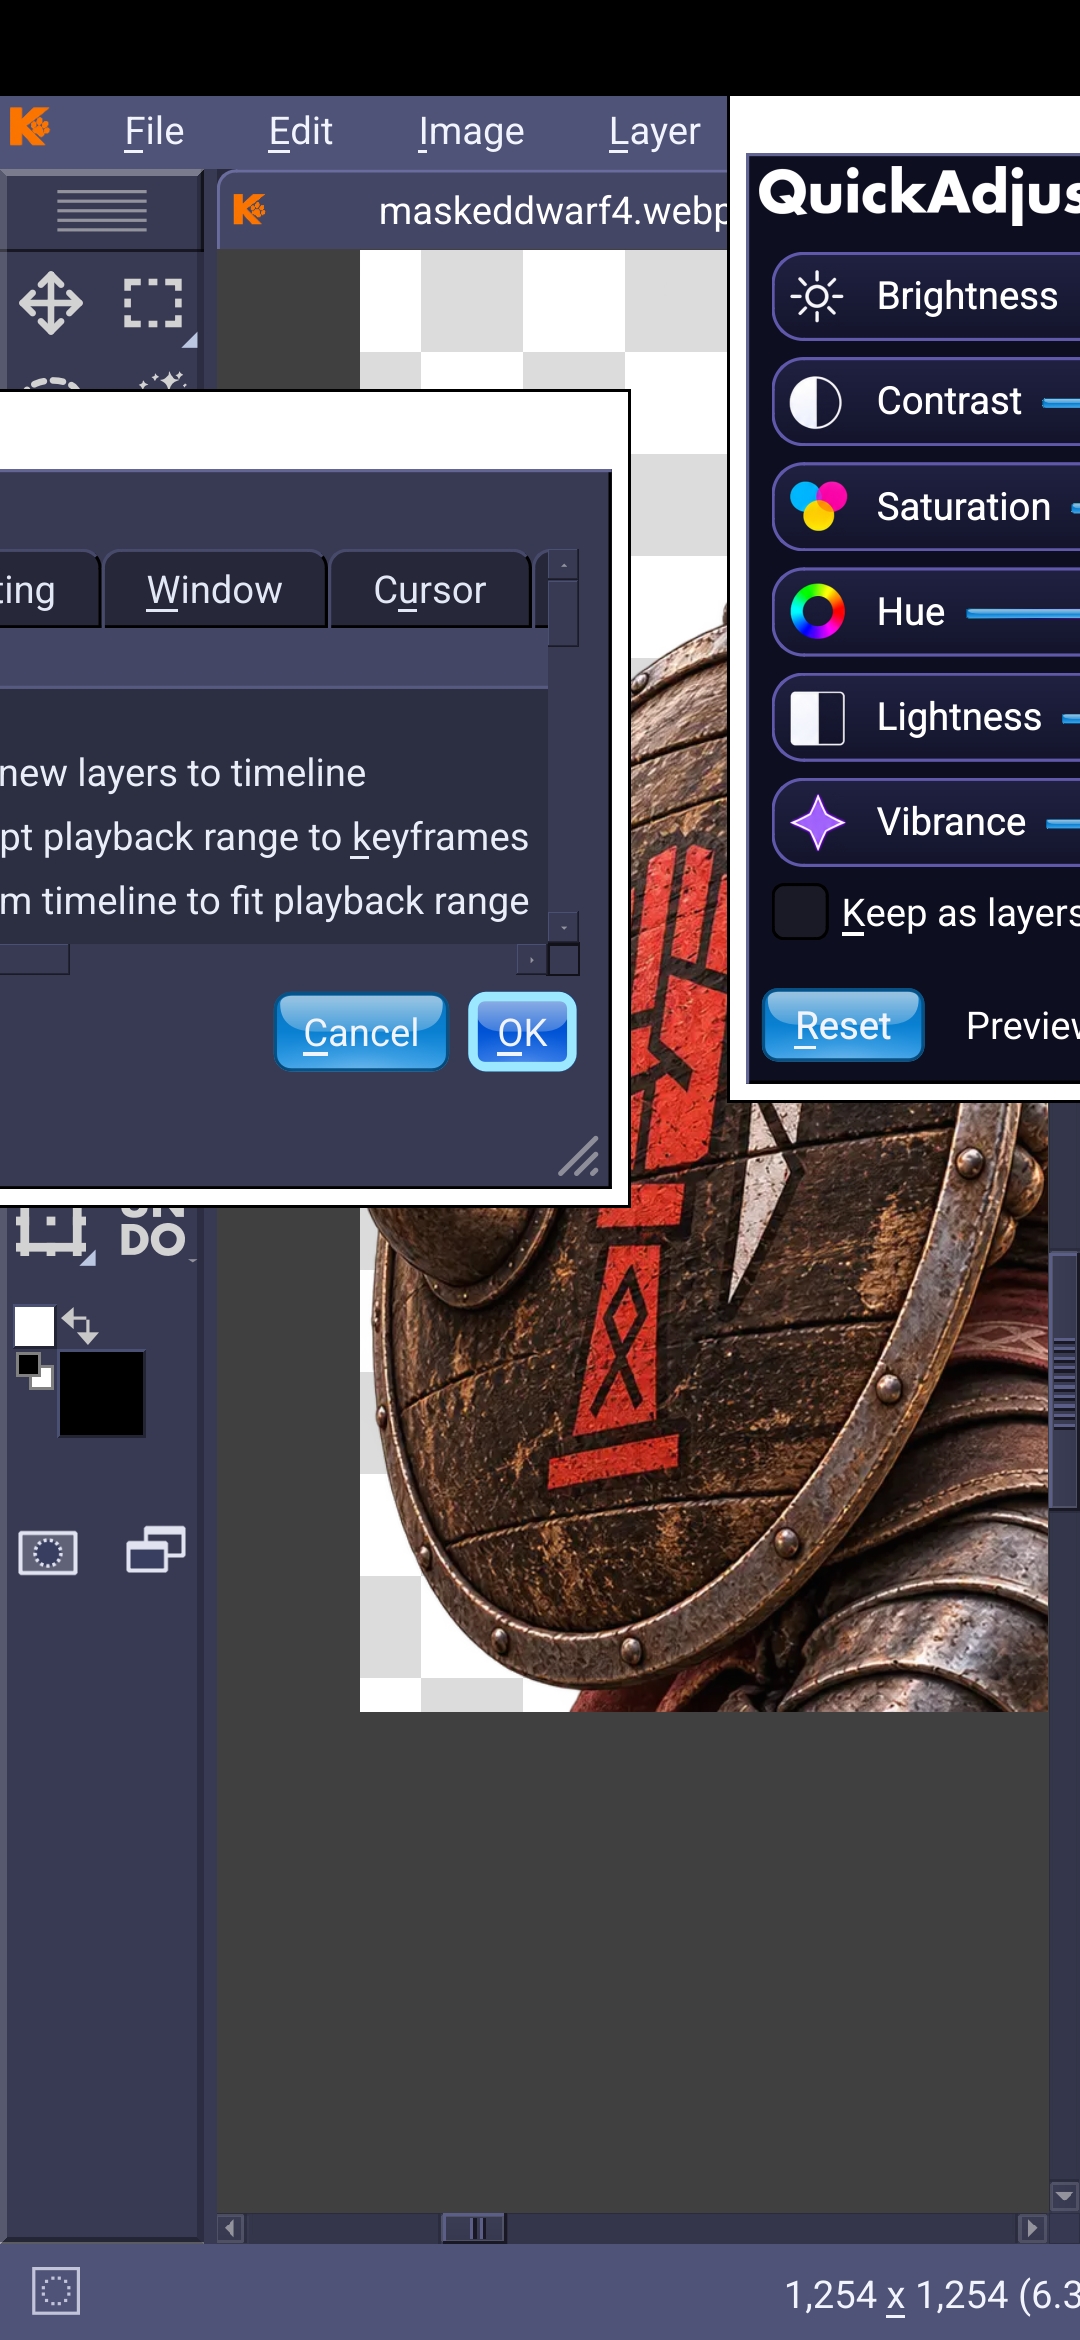 File Edit Image Layer
maskeddwarf4.webp
QuickAdjus
Brightness
Contrast
Saturation
Hue
Lightness
Vibrance
Keep as layers
Reset Preview
ting Window Cursor
new layers to timeline
pt playback range to keyframes
m timeline to fit playback range
Cancel OK
UNDO
1,254 x 1,254 (6.3